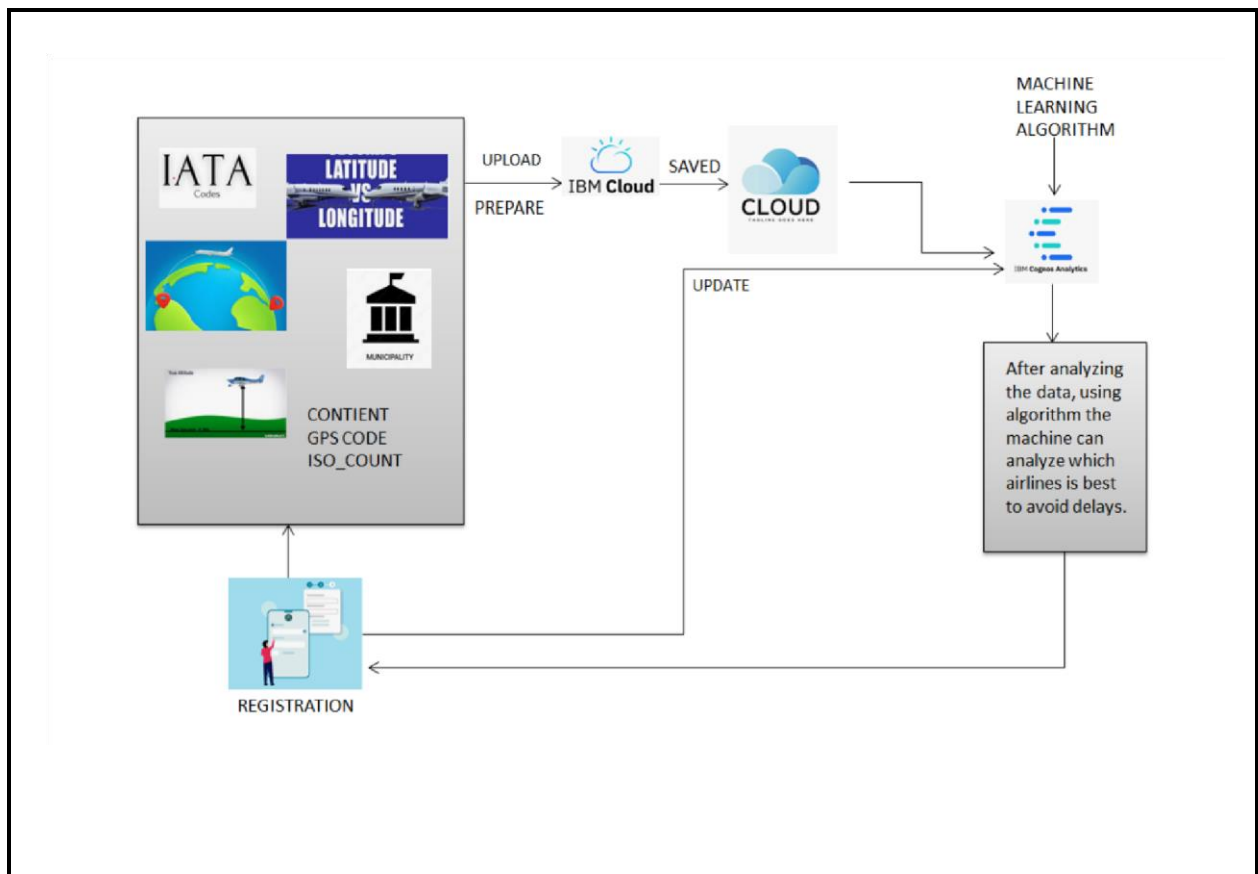 MACHINE
LEARNING
ALGORITHM
IATA
Codes
LATITUDE
VS
LONGITUDE
UPLOAD
PREPARE
IBM Cloud
SAVED
CLOUD
IBM Cognos Analytics
UPDATE
MUNICIPALITY
True Altitude
CONTIENT
GPS CODE
ISO_COUNT
After analyzing
the data, using
algorithm the
machine can
analyze which
airlines is best
to avoid delays.
REGISTRATION